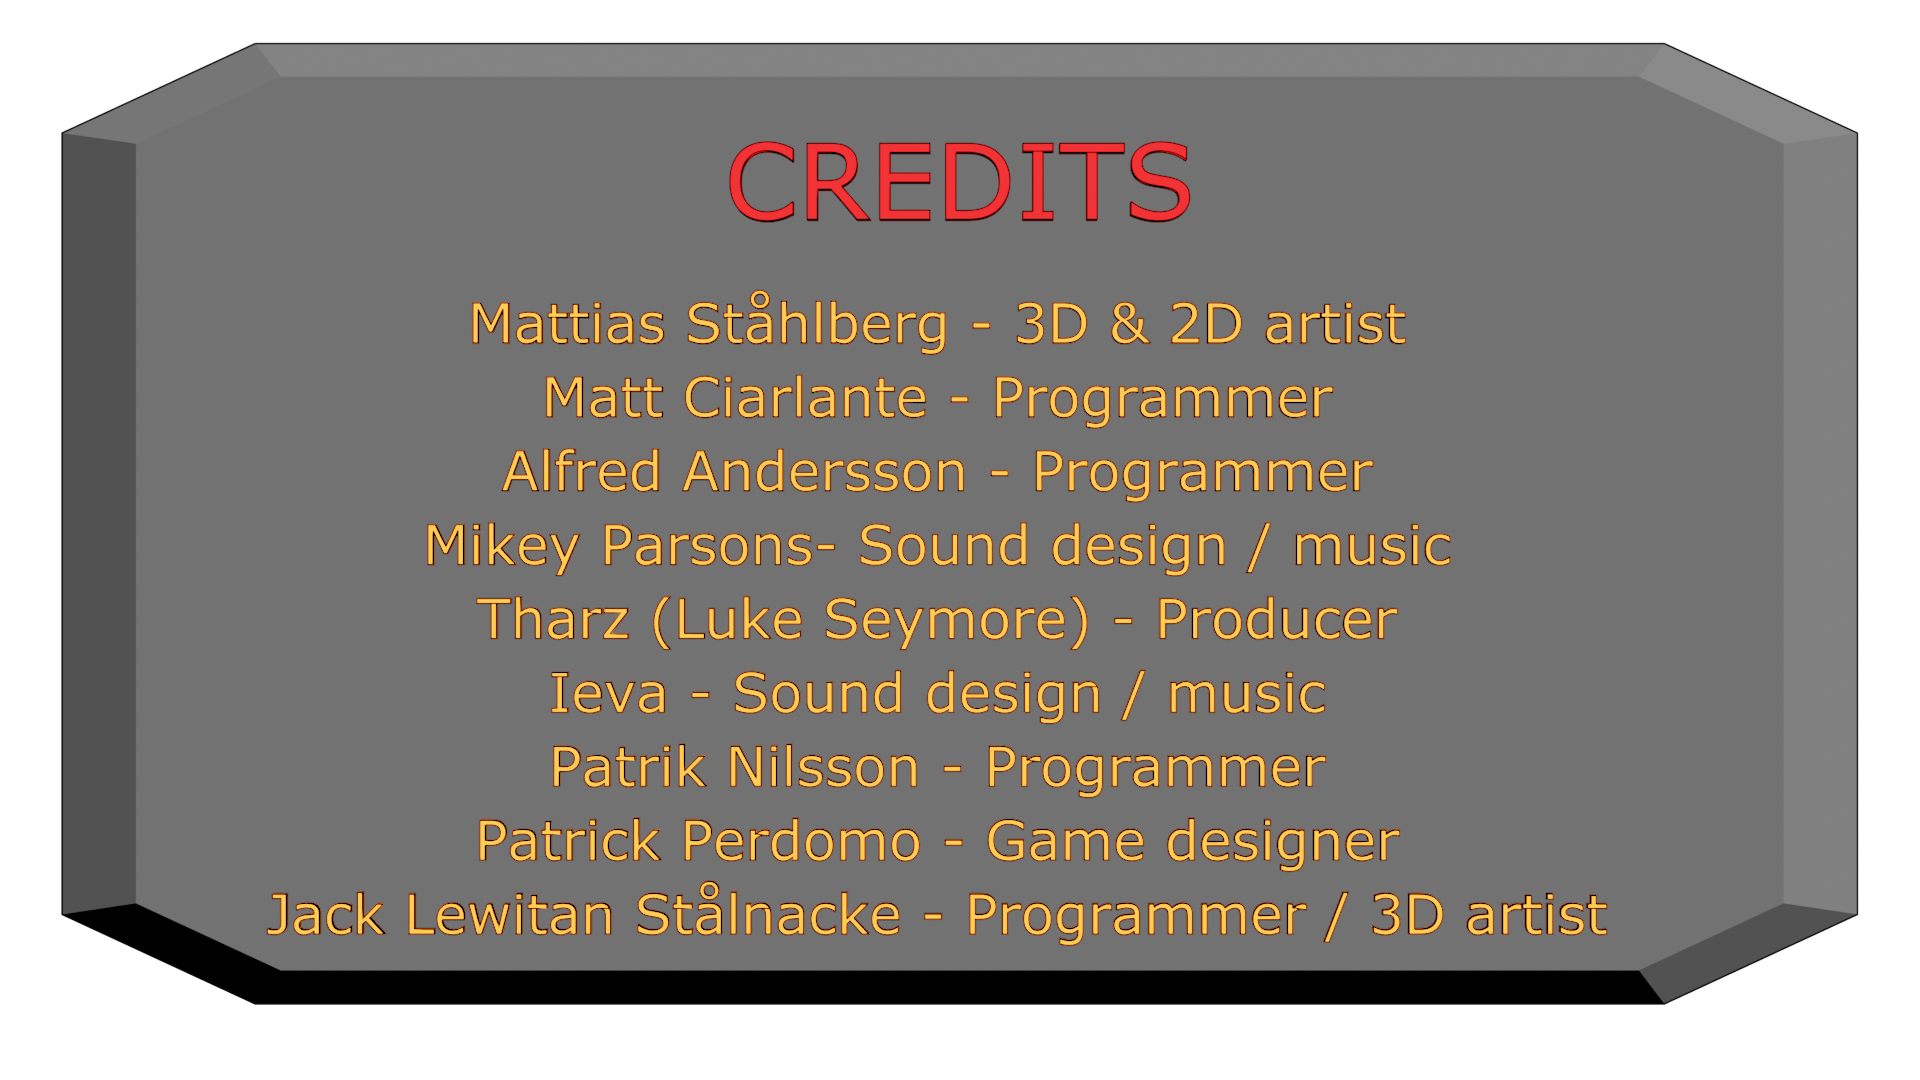 CREDITS
Mattias Ståhlberg - 3D & 2D artist
Matt Ciarlante - Programmer
Alfred Andersson - Programmer
Mikey Parsons- Sound design / music
Tharz (Luke Seymore) - Producer
Ieva - Sound design / music
Patrik Nilsson - Programmer
Patrick Perdomo - Game designer
Jack Lewitan Stålnacke - Programmer / 3D artist